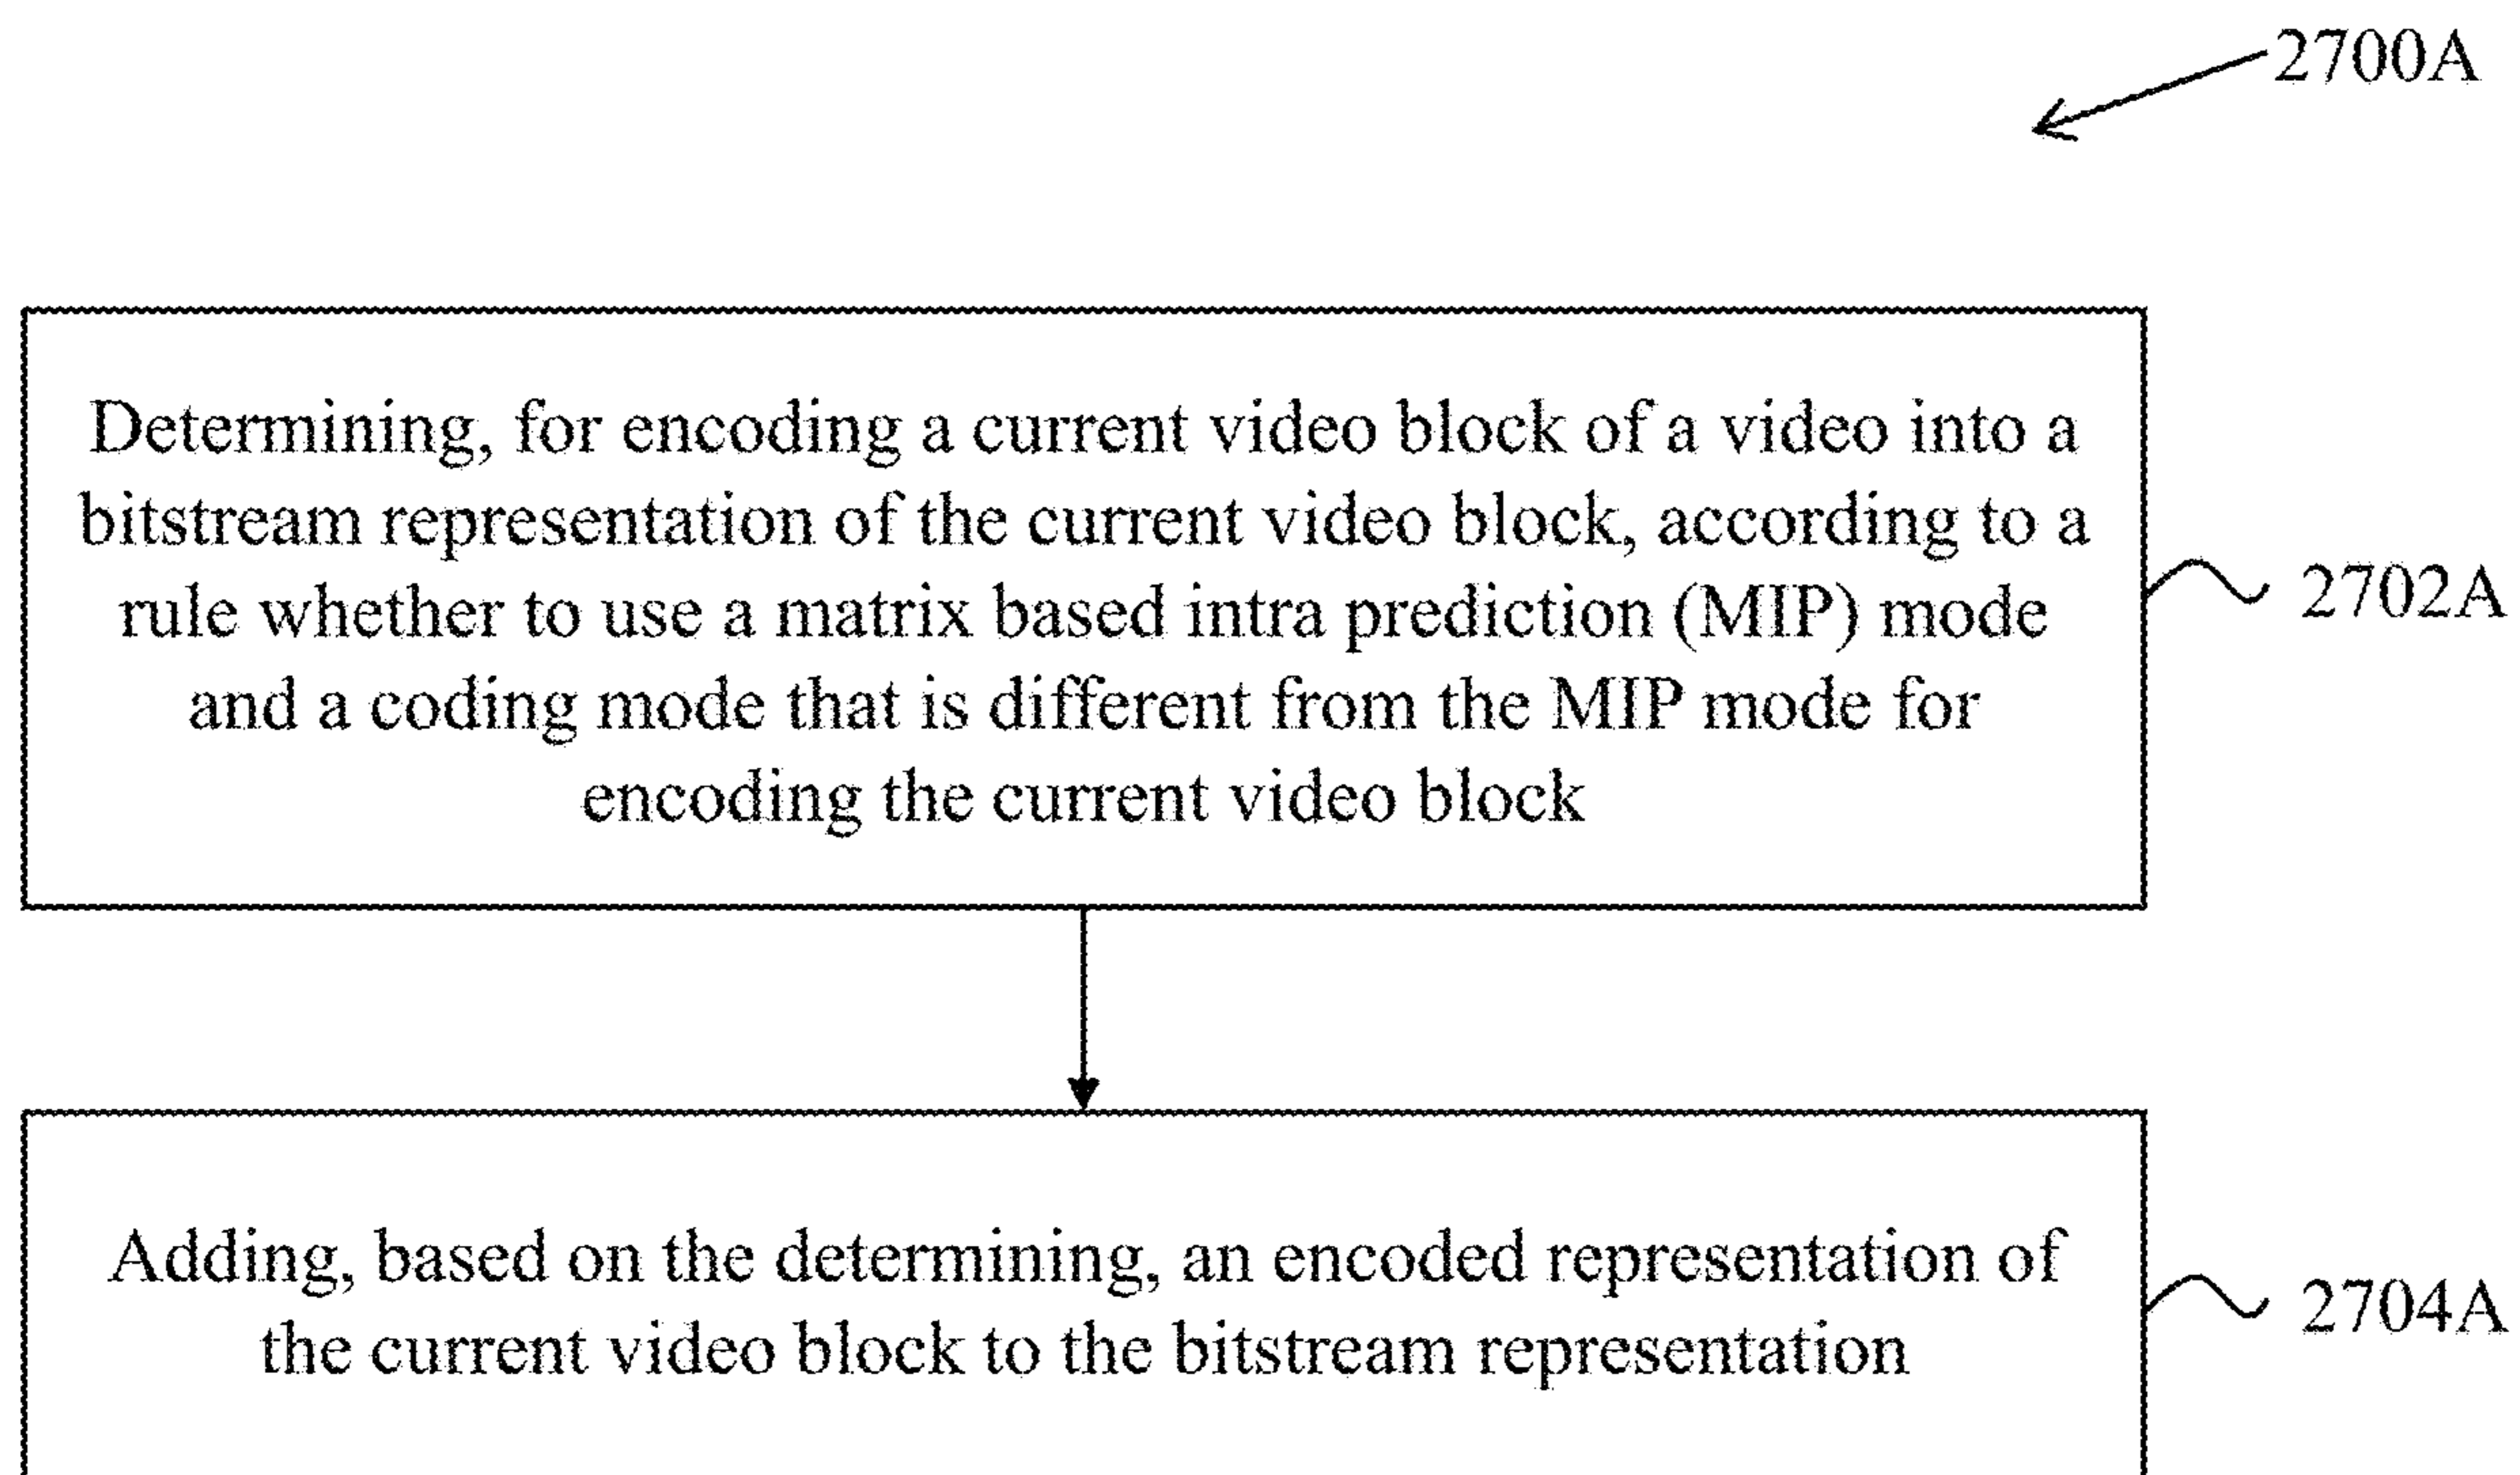 2700A
Determining, for encoding a current video block of a video into a
bitstream representation of the current video block, according to a
rule whether to use a matrix based intra prediction (MIP) mode
and a coding mode that is different from the MIP mode for
encoding the current video block
2702A
Adding, based on the determining, an encoded representation of
the current video block to the bitstream representation
2704A